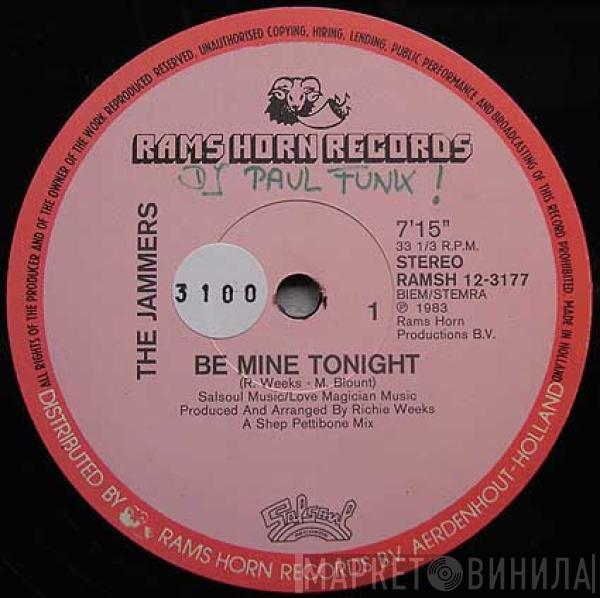 ALL RIGHTS OF THE PRODUCER AND OF THE OWNER OF THE WORK REPRODUCED RESERVED. UNAUTHORISED COPYING, HIRING, LENDING, PUBLIC PERFORMANCE AND BROADCASTING OF THIS RECORD PROHIBITED. MADE IN HOLLAND
RAMS HORN RECORDS
DJ PAUL FUNK!
THE JAMMERS
3100
7'15"
33 1/3 R.P.M.
STEREO
RAMSH 12-3177
BIEM/STEMRA
℗ 1983
Rams Horn
Productions B.V.
1
BE MINE TONIGHT
(R. Weeks - M. Blount)
Salsoul Music/Love Magician Music
Produced And Arranged By Richie Weeks
A Shep Pettibone Mix
Salsoul
RECORDS
DISTRIBUTED BY RAMS HORN RECORDS B.V. AERDENHOUT-HOLLAND
МАРКЕТ ВИНИЛА